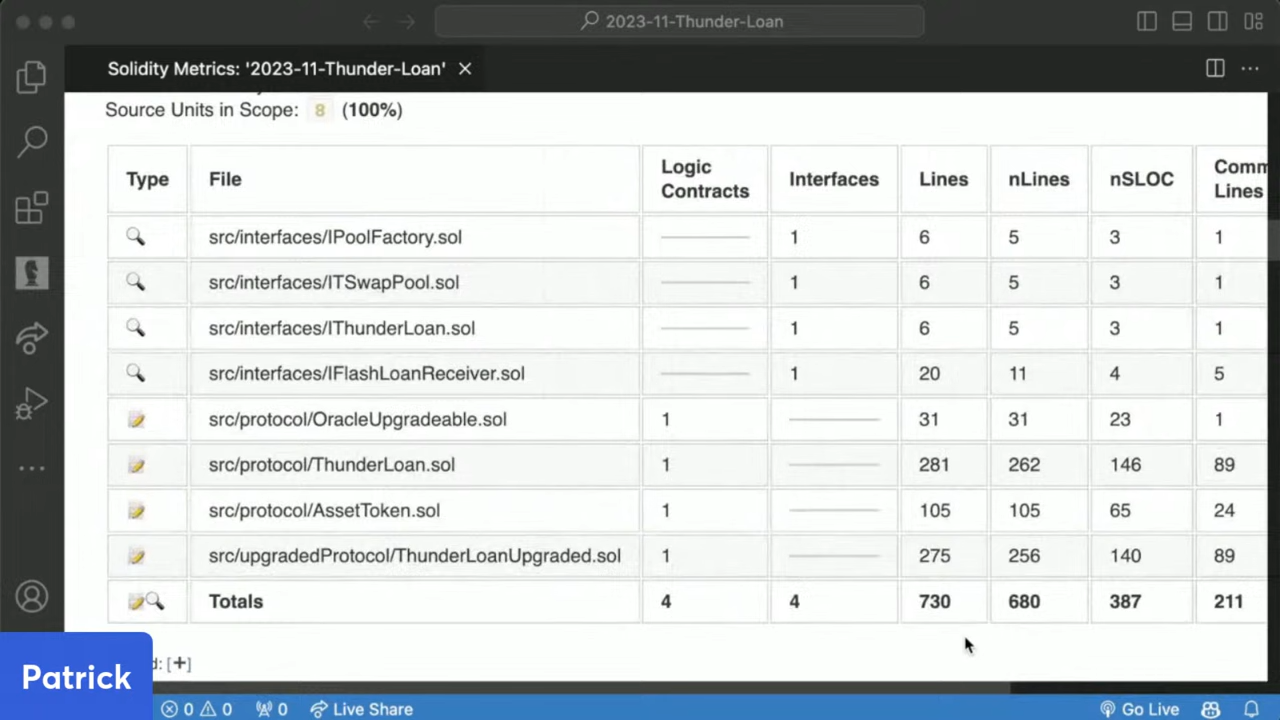 2023-11-Thunder-Loan
Solidity Metrics: '2023-11-Thunder-Loan'
Source Units in Scope: 8 (100%)
Type File Logic Contracts Interfaces Lines nLines nSLOC Comm Lines
src/interfaces/IPoolFactory.sol 1 6 5 3 1
src/interfaces/ITSwapPool.sol 1 6 5 3 1
src/interfaces/IThunderLoan.sol 1 6 5 3 1
src/interfaces/IFlashLoanReceiver.sol 1 20 11 4 5
src/protocol/OracleUpgradeable.sol 1 31 31 23 1
src/protocol/ThunderLoan.sol 1 281 262 146 89
src/protocol/AssetToken.sol 1 105 105 65 24
src/upgradedProtocol/ThunderLoanUpgraded.sol 1 275 256 140 89
Totals 4 4 730 680 387 211
d: [+]
Patrick
0 0 0 Live Share Go Live